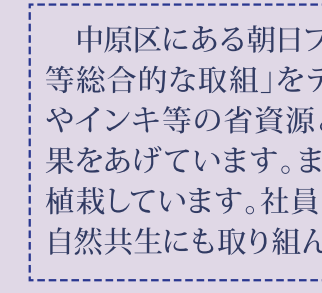 中原区にある朝日フ
等総合的な取組」をテ
やインキ等の省資源
果をあげています。ま
植栽しています。社員
自然共生にも取り組ん